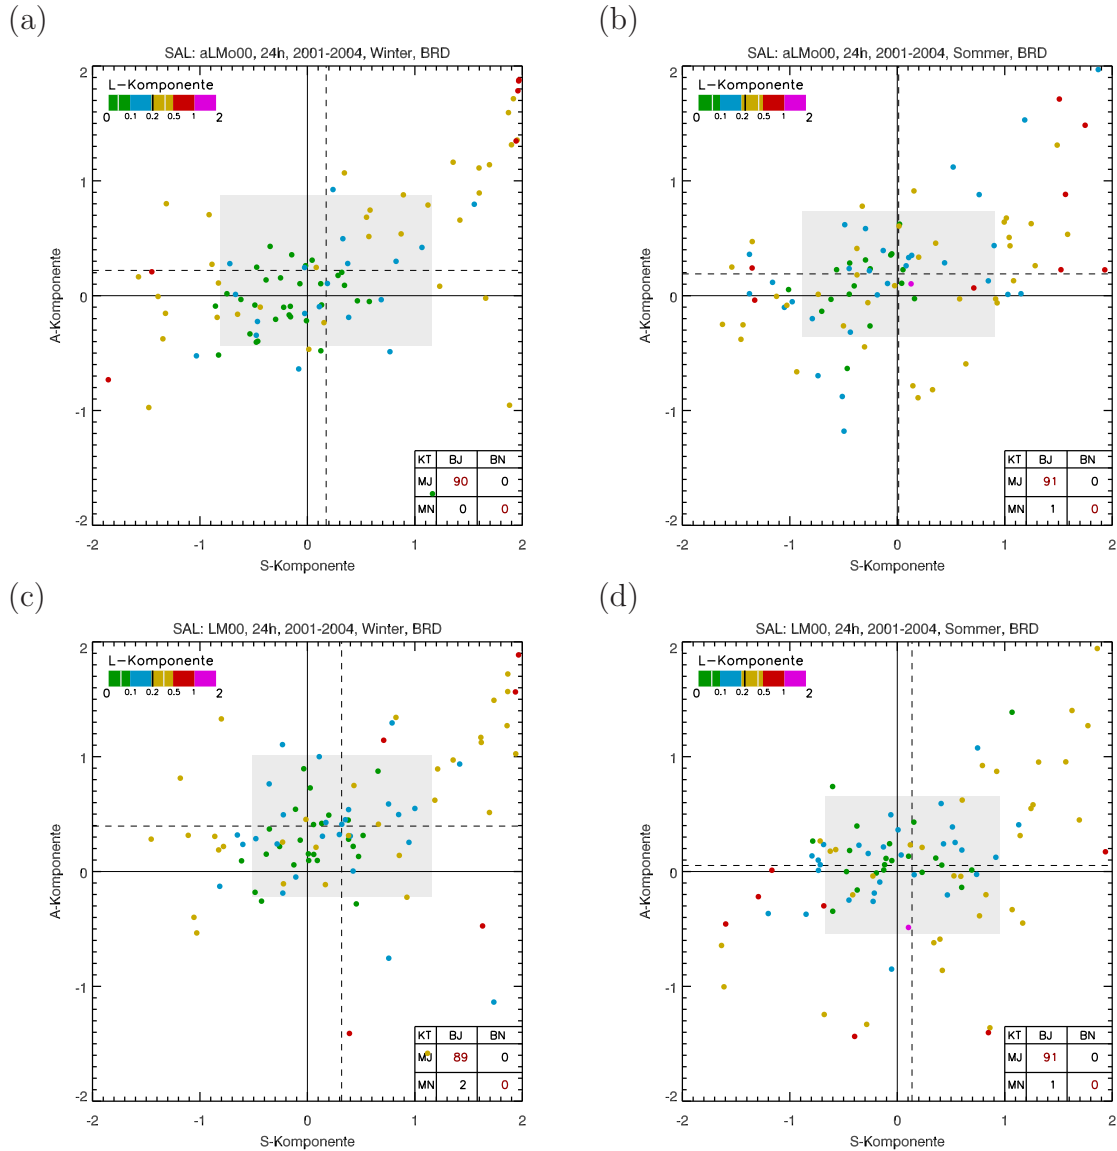 (a)
SAL: aLMo00, 24h, 2001-2004, Winter, BRD
L-Komponente
0 0.1 0.2 0.5 1 2
A-Komponente
2
1
0
-1
-2
KT BJ BN
MJ 90 0
MN 0 0
-2 -1 0 1 2
S-Komponente
(b)
SAL: aLMo00, 24h, 2001-2004, Sommer, BRD
L-Komponente
0 0.1 0.2 0.5 1 2
A-Komponente
2
1
0
-1
-2
KT BJ BN
MJ 91 0
MN 1 0
-2 -1 0 1 2
S-Komponente
(c)
SAL: LM00, 24h, 2001-2004, Winter, BRD
L-Komponente
0 0.1 0.2 0.5 1 2
A-Komponente
2
1
0
-1
-2
KT BJ BN
MJ 89 0
MN 2 0
-2 -1 0 1 2
S-Komponente
(d)
SAL: LM00, 24h, 2001-2004, Sommer, BRD
L-Komponente
0 0.1 0.2 0.5 1 2
A-Komponente
2
1
0
-1
-2
KT BJ BN
MJ 91 0
MN 1 0
-2 -1 0 1 2
S-Komponente